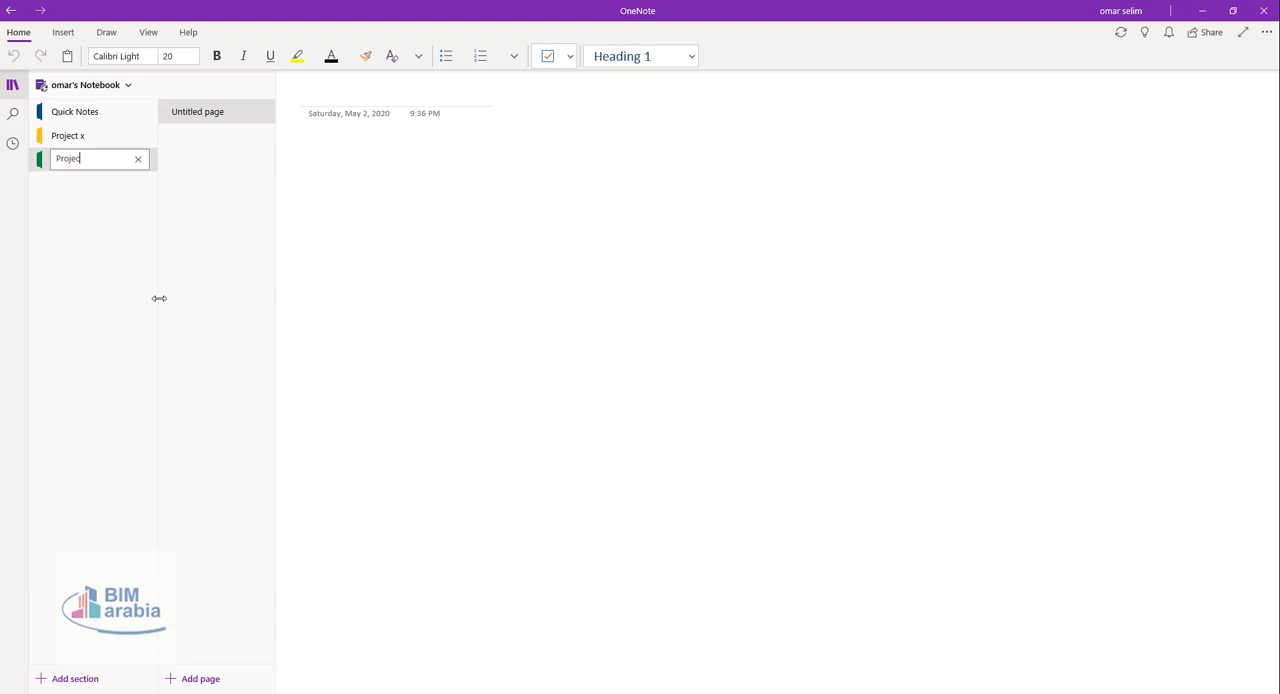 OneNote
omar selim
Home Insert Draw View Help
Share
Calibri Light 20 B I U A A Heading 1
omar's Notebook
Quick Notes
Untitled page
Project x
Projec
Saturday, May 2, 2020 9:36 PM
BIM
arabia
Add section
Add page